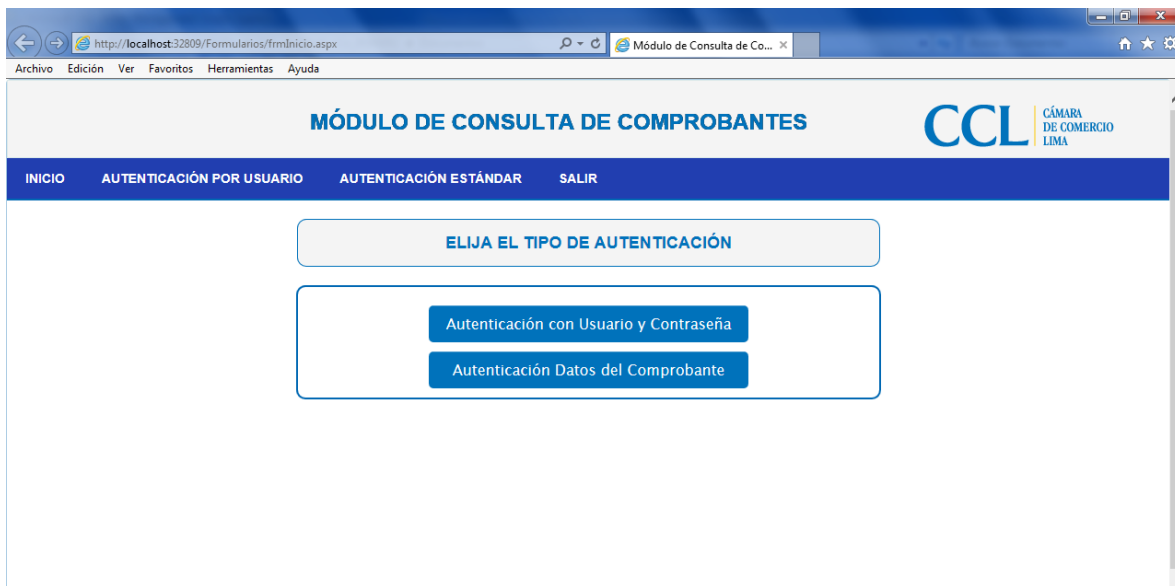 http://localhost:32809/Formularios/frmInicio.aspx
Módulo de Consulta de Co...
Archivo Edición Ver Favoritos Herramientas Ayuda
MÓDULO DE CONSULTA DE COMPROBANTES
CCL
CÁMARA
DE COMERCIO
LIMA
INICIO AUTENTICACIÓN POR USUARIO AUTENTICACIÓN ESTÁNDAR SALIR
ELIJA EL TIPO DE AUTENTICACIÓN
Autenticación con Usuario y Contraseña
Autenticación Datos del Comprobante